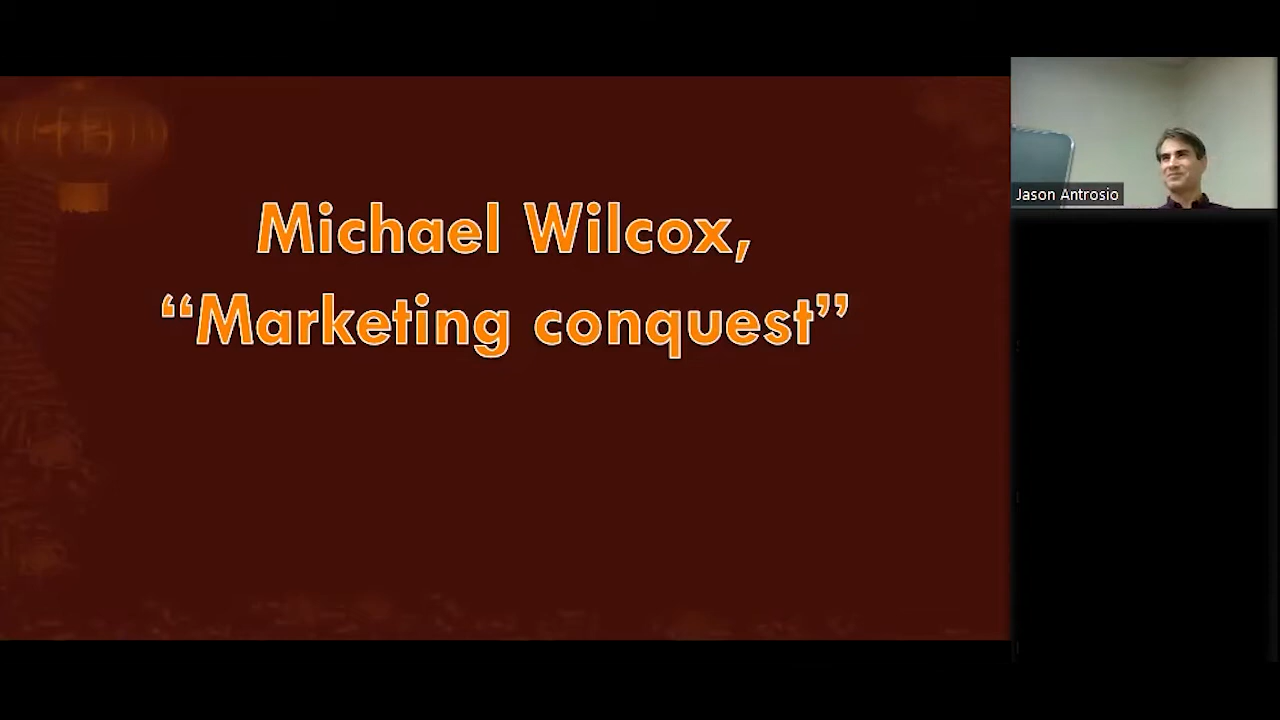 Michael Wilcox,
“Marketing conquest”
Jason Antrosio